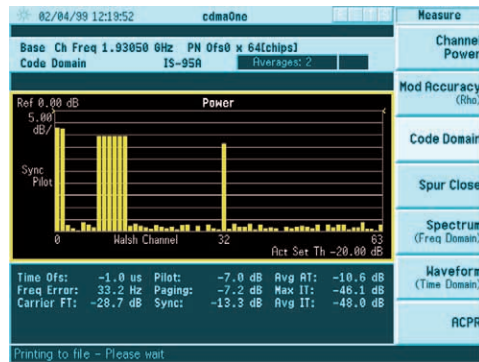 02/04/99 12:19:52 cdmaOne
Base Ch Freq 1.93050 GHz PN Ofs0 x 64[chips]
Code Domain IS-95A Averages: 2
Ref 0.00 dB Power
5.00
dB/
Sync
Pilot
0 Walsh Channel 32 63
Act Set Th -20.00 dB
Time Ofs: -1.0 us Pilot: -7.0 dB Avg AT: -10.6 dB
Freq Error: 33.2 Hz Paging: -7.2 dB Max IT: -46.1 dB
Carrier FT: -28.7 dB Sync: -13.3 dB Avg IT: -48.0 dB
Printing to file - Please wait
Measure
Channel
Power
Mod Accuracy
(Rho)
Code Domain
Spur Close
Spectrum
(Freq Domain)
Waveform
(Time Domain)
ACPR